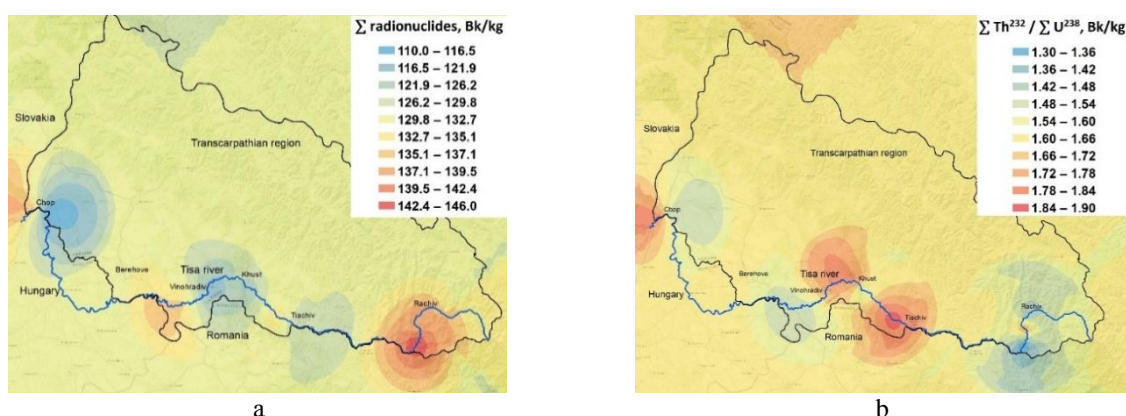 ∑ radionuclides, Bk/kg
110.0 – 116.5
116.5 – 121.9
121.9 – 126.2
126.2 – 129.8
129.8 – 132.7
132.7 – 135.1
135.1 – 137.1
137.1 – 139.5
139.5 – 142.4
142.4 – 146.0
Slovakia
Transcarpathian region
Chop
Berehove
Tisa river
Khust
Vinohradiv
Hungary
Rachiv
Tiachiv
Romania
a
∑ Th²³² / ∑ U²³⁸, Bk/kg
1.30 – 1.36
1.36 – 1.42
1.42 – 1.48
1.48 – 1.54
1.54 – 1.60
1.60 – 1.66
1.66 – 1.72
1.72 – 1.78
1.78 – 1.84
1.84 – 1.90
Slovakia
Transcarpathian region
Chop
Berehove
Tisa river
Khust
Vinohradiv
Hungary
Rachiv
Tiachiv
Romania
b